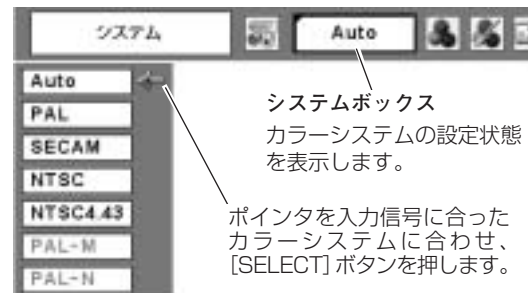 システム
Auto
Auto
PAL
SECAM
NTSC
NTSC4.43
PAL-M
PAL-N
システムボックス
カラーシステムの設定状態
を表示します。
ポインタを入力信号に合った
カラーシステムに合わせ、
[SELECT] ボタンを押します。